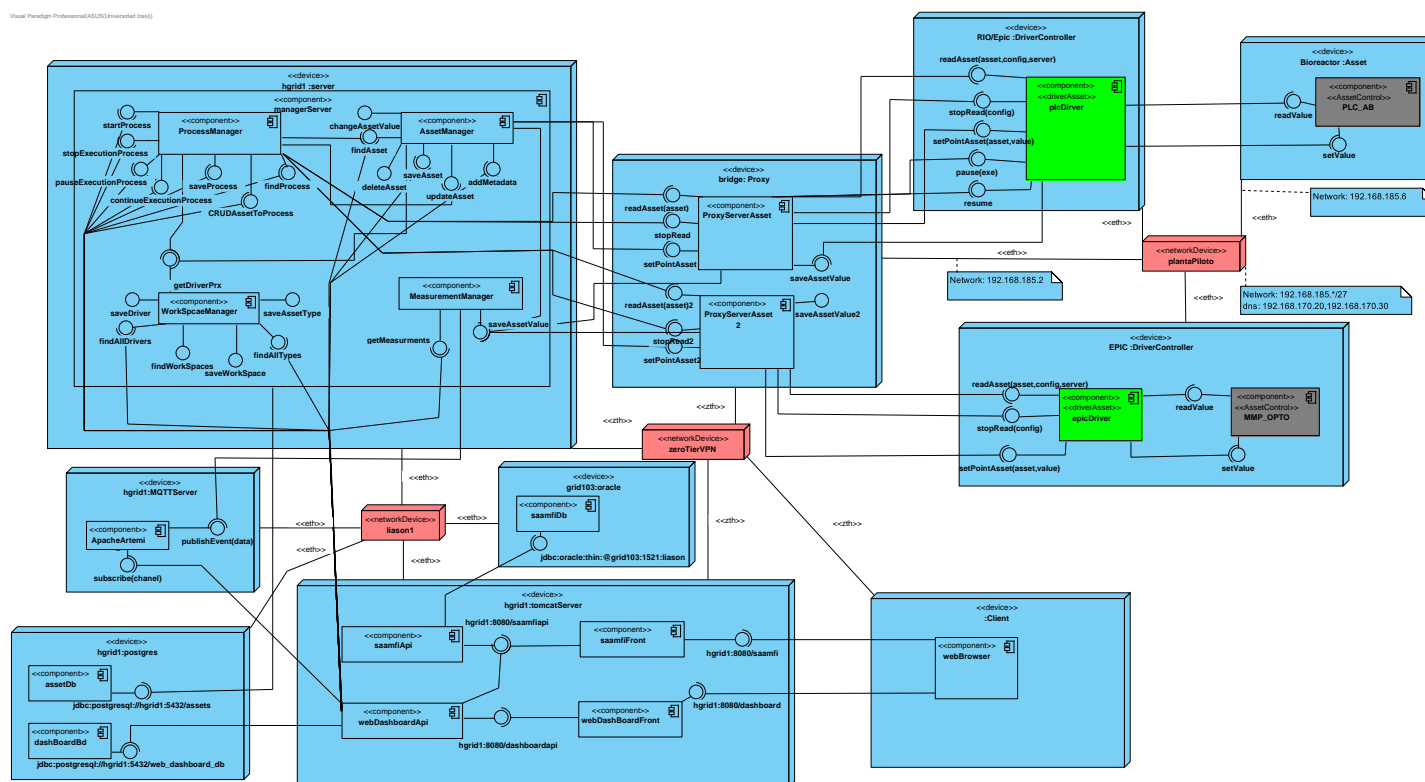 Visual Paradigm Professional(ASUS(Universidad Icesi))
<<device>>
hgrid1 :server
<<component>>
managerServer
<<component>>
ProcessManager
startProcess
stopExecutionProcess
pauseExecutionProcess
continueExecutionProcess
saveProcess
findProcess
CRUDAssetToProcess
changeAssetValue
<<component>>
AssetManager
findAsset
saveAsset
deleteAsset
updateAsset
addMetadata
getDriverPrx
<<component>>
WorkSpcaeManager
saveDriver
saveAssetType
findAllDrivers
findAllTypes
findWorkSpaces
saveWorkSpace
<<component>>
MeasurementManager
saveAssetValue
getMeasurments
<<device>>
bridge: Proxy
<<component>>
ProxyServerAsset
readAsset(asset)
stopRead
setPointAsset
saveAssetValue
<<component>>
ProxyServerAsset
2
readAsset(asset)2
stopRead2
setPointAsset2
saveAssetValue2
<<device>>
RIO/Epic :DriverController
readAsset(asset,config,server)
<<component>>
<<driverAsset>>
plcDirver
stopRead(config)
setPointAsset(asset,value)
pause(exe)
resume
<<device>>
Bioreactor :Asset
<<component>>
<<AssetControl>>
PLC_AB
readValue
setValue
Network: 192.168.185.6
<<eth>>
<<eth>>
<<eth>>
<<networkDevice>>
plantaPiloto
Network: 192.168.185.2
Network: 192.168.185.*/27
dns: 192.168.170.20,192.168.170.30
<<eth>>
<<device>>
EPIC :DriverController
readAsset(asset,config,server)
<<component>>
<<driverAsset>>
epicDriver
stopRead(config)
setPointAsset(asset,value)
readValue
<<component>>
<<AssetControl>>
MMP_OPTO
setValue
<<zth>>
<<zth>>
<<networkDevice>>
zeroTierVPN
<<zth>>
<<zth>>
<<device>>
hgrid1:MQTTServer
<<component>>
ApacheArtemi
publishEvent(data)
subscribe(chanel)
<<eth>>
<<eth>>
<<eth>>
<<eth>>
<<eth>>
<<networkDevice>>
liason1
<<device>>
grid103:oracle
<<component>>
saamfiDb
jdbc:oracle:thin:@grid103:1521:liason
<<device>>
hgrid1:postgres
<<component>>
assetDb
jdbc:postgresql://hgrid1:5432/assets
<<component>>
dashBoardBd
jdbc:postgresql://hgrid1:5432/web_dashboard_db
<<device>>
hgrid1:tomcatServer
<<component>>
saamfiApi
hgrid1:8080/saamfiapi
<<component>>
saamfiFront
hgrid1:8080/saamfi
<<component>>
webDashboardApi
hgrid1:8080/dashboardapi
<<component>>
webDashBoardFront
hgrid1:8080/dashboard
<<device>>
:Client
<<component>>
webBrowser